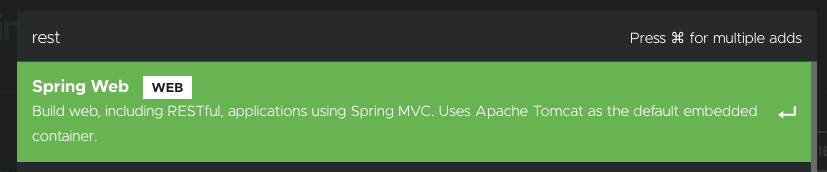 rest
Press ⌘ for multiple adds
Spring Web WEB
Build web, including RESTful, applications using Spring MVC. Uses Apache Tomcat as the default embedded
container.